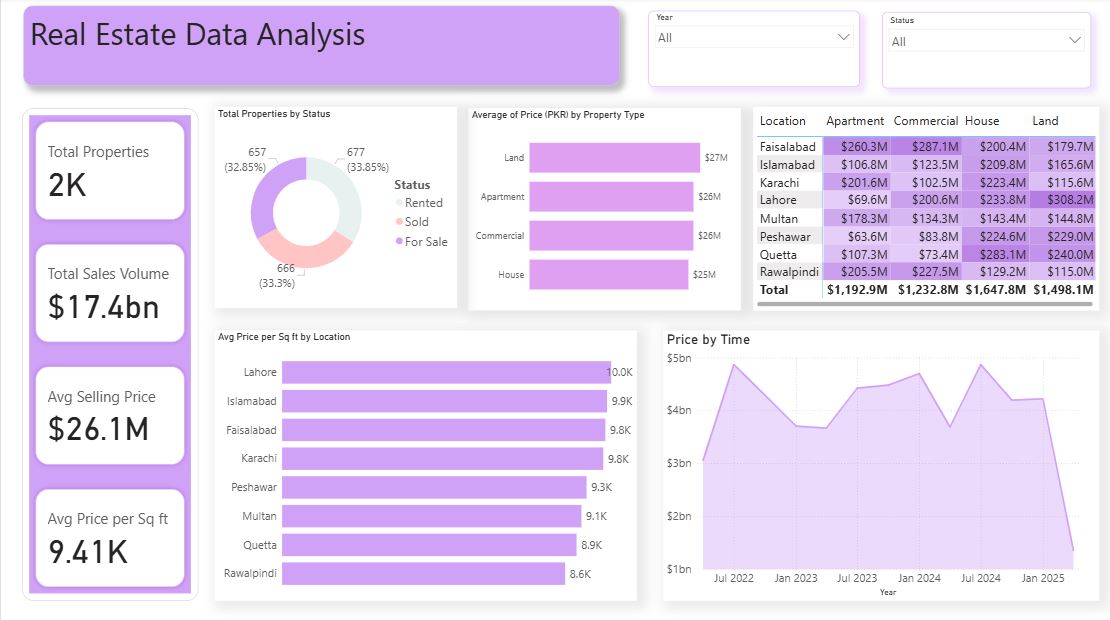 Real Estate Data Analysis
Year
All
Status
All
Total Properties
2K
Total Sales Volume
$17.4bn
Avg Selling Price
$26.1M
Avg Price per Sq ft
9.41K
Total Properties by Status
657
(32.85%)
677
(33.85%)
666
(33.3%)
Status
Rented
Sold
For Sale
Average of Price (PKR) by Property Type
Land $27M
Apartment $26M
Commercial $26M
House $25M
Location Apartment Commercial House Land
Faisalabad $260.3M $287.1M $200.4M $179.7M
Islamabad $106.8M $123.5M $209.8M $165.6M
Karachi $201.6M $102.5M $223.4M $115.6M
Lahore $69.6M $200.6M $233.8M $308.2M
Multan $178.3M $134.3M $143.4M $144.8M
Peshawar $63.6M $83.8M $224.6M $229.0M
Quetta $107.3M $73.4M $283.1M $240.0M
Rawalpindi $205.5M $227.5M $129.2M $115.0M
Total $1,192.9M $1,232.8M $1,647.8M $1,498.1M
Avg Price per Sq ft by Location
Lahore 10.0K
Islamabad 9.9K
Faisalabad 9.8K
Karachi 9.8K
Peshawar 9.3K
Multan 9.1K
Quetta 8.9K
Rawalpindi 8.6K
Price by Time
$5bn
$4bn
$3bn
$2bn
$1bn
Jul 2022 Jan 2023 Jul 2023 Jan 2024 Jul 2024 Jan 2025
Year